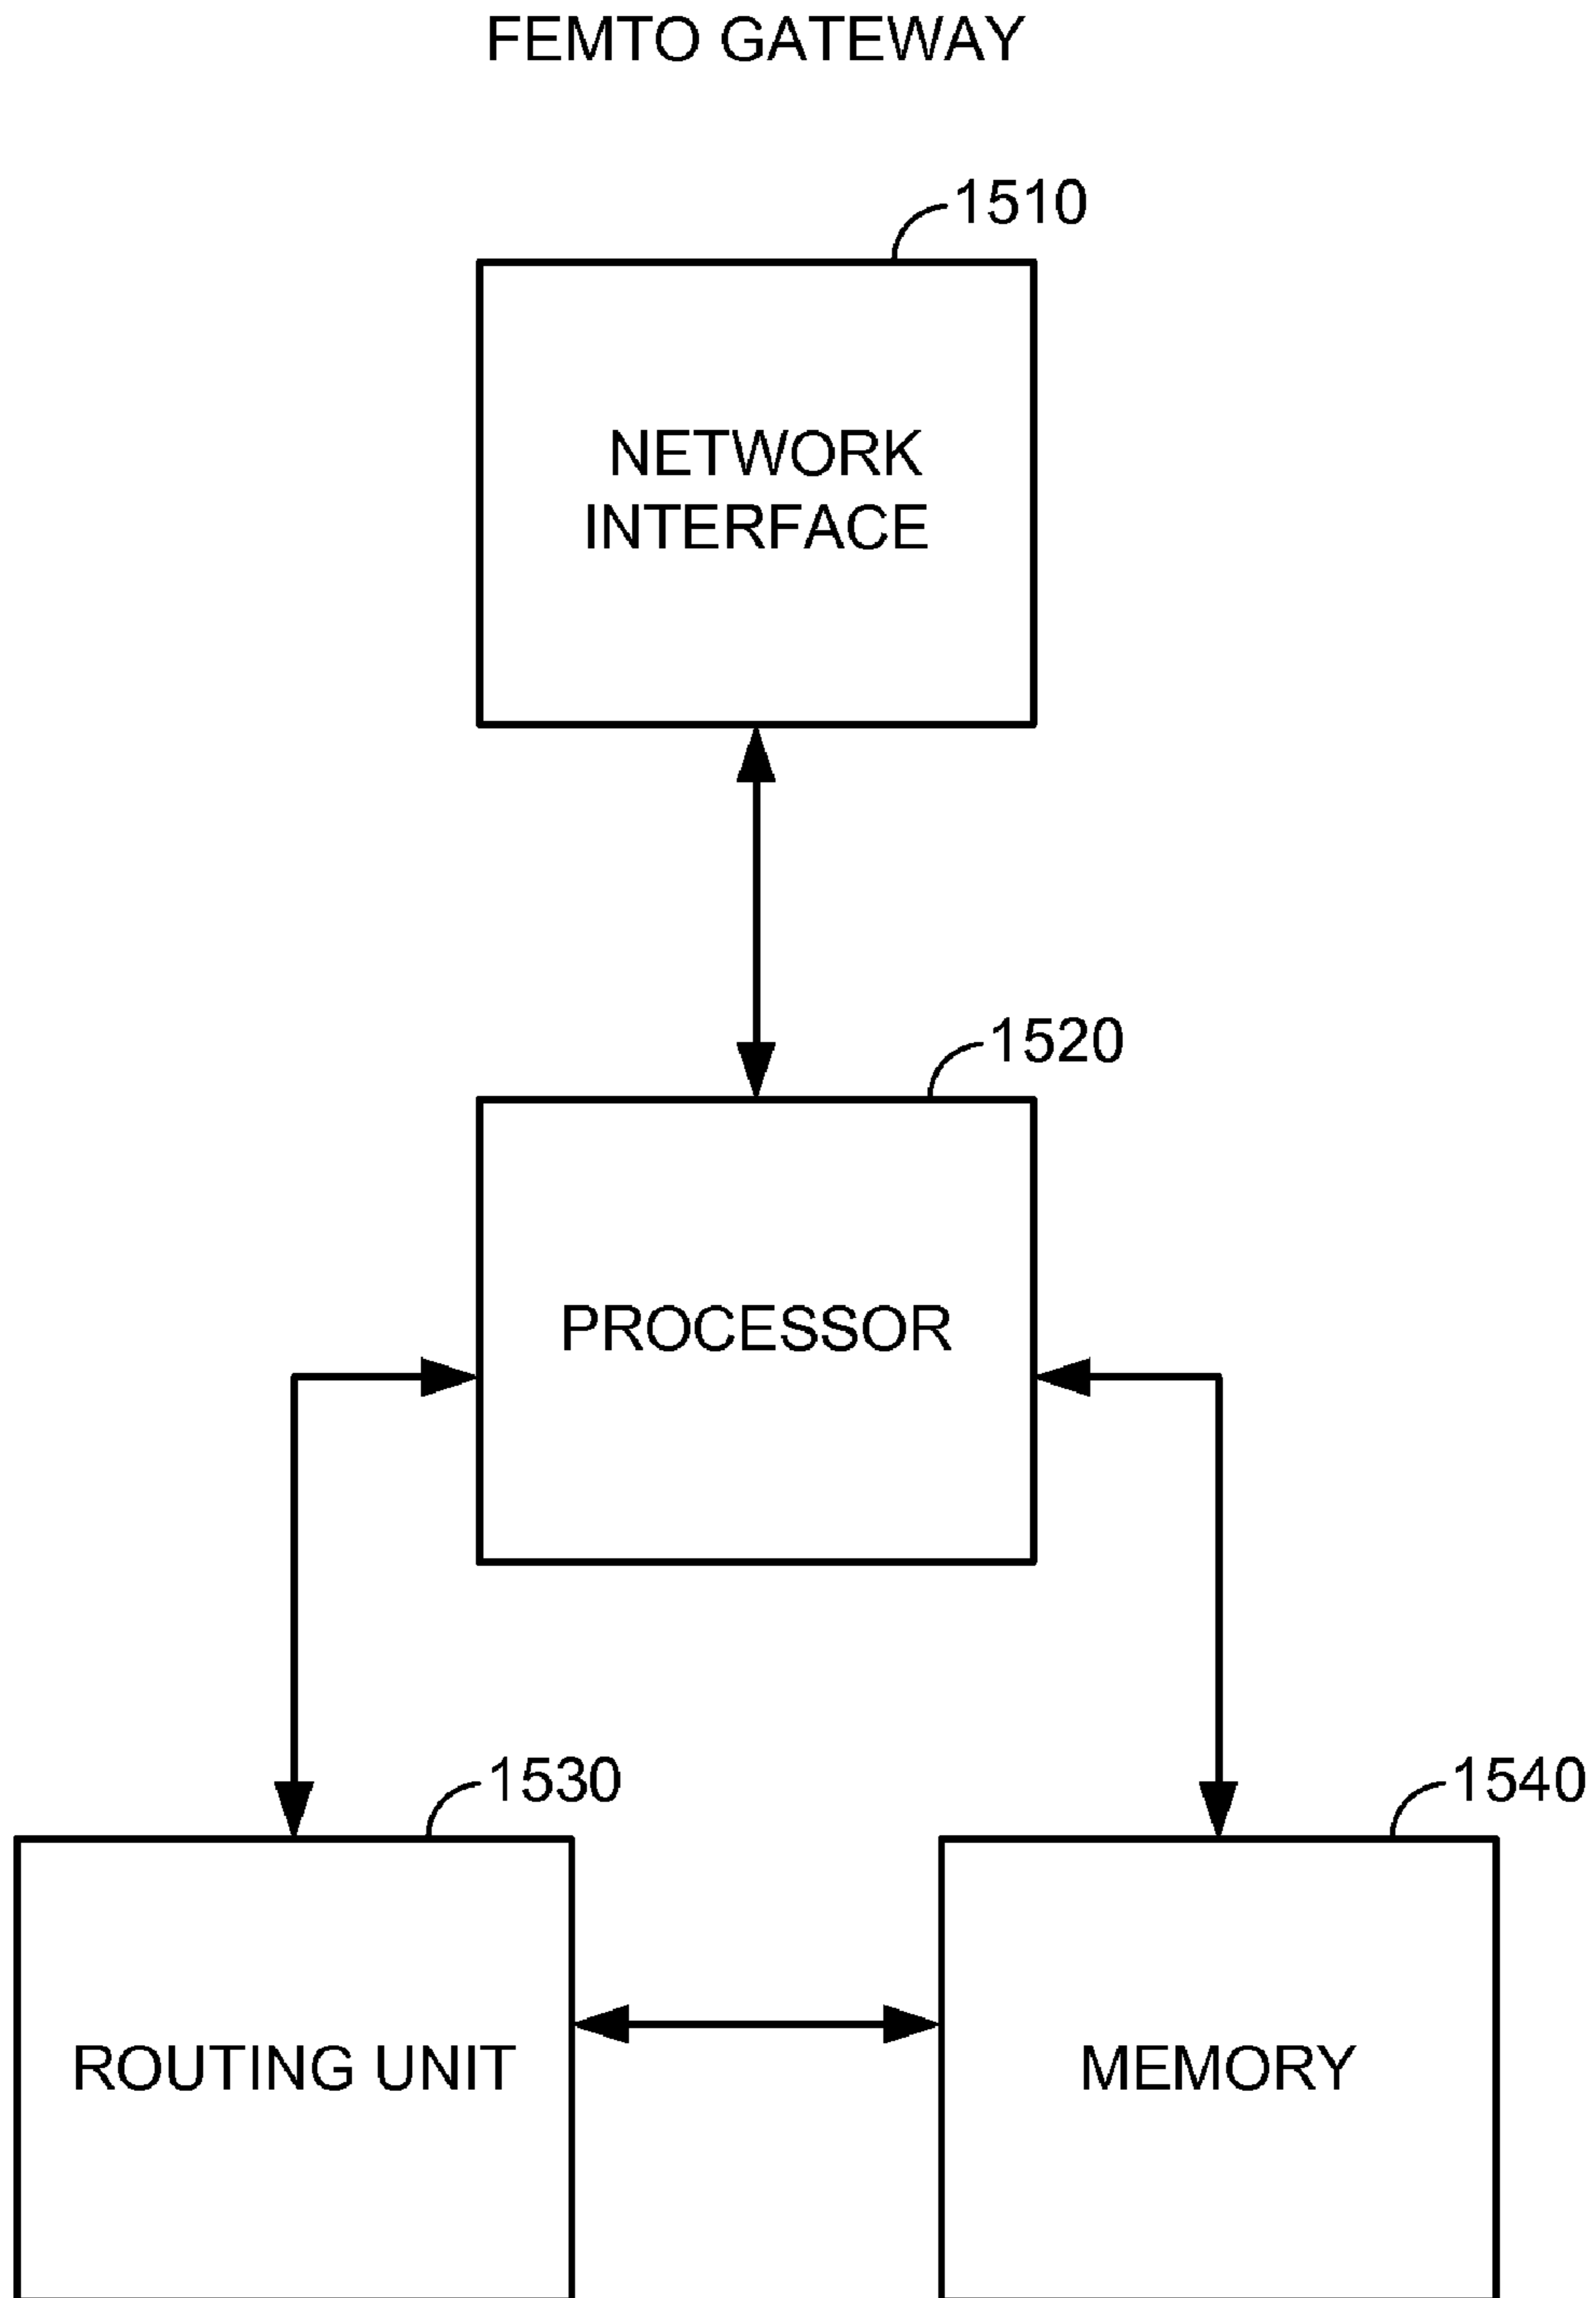 FEMTO GATEWAY
1510
NETWORK
INTERFACE
1520
PROCESSOR
1530
1540
ROUTING UNIT
MEMORY